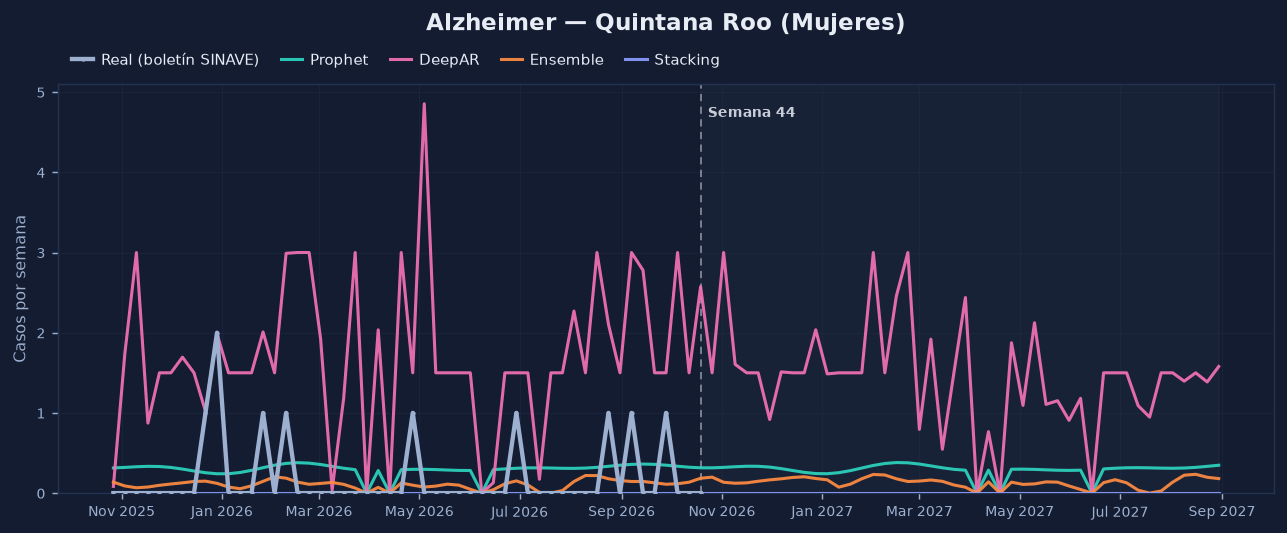 Alzheimer — Quintana Roo (Mujeres)
Real (boletín SINAVE) Prophet DeepAR Ensemble Stacking
Semana 44
Casos por semana
5
4
3
2
1
0
Nov 2025 Jan 2026 Mar 2026 May 2026 Jul 2026 Sep 2026 Nov 2026 Jan 2027 Mar 2027 May 2027 Jul 2027 Sep 2027